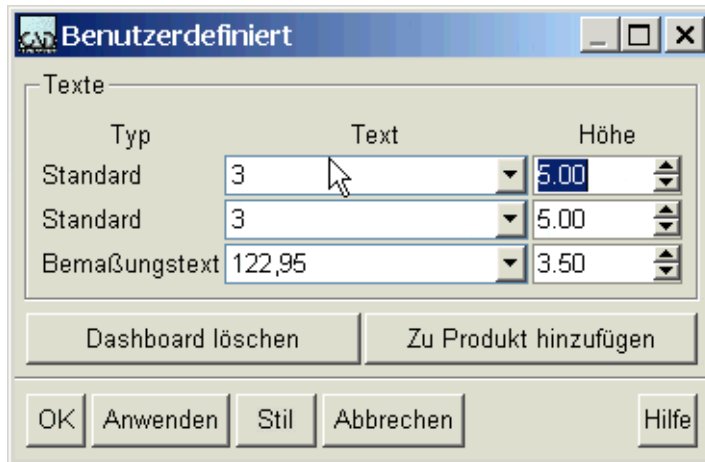 CAD Benutzerdefiniert
Texte
Typ Text Höhe
Standard 3 5.00
Standard 3 5.00
Bemaßungstext 122,95 3.50
Dashboard löschen Zu Produkt hinzufügen
OK Anwenden Stil Abbrechen Hilfe